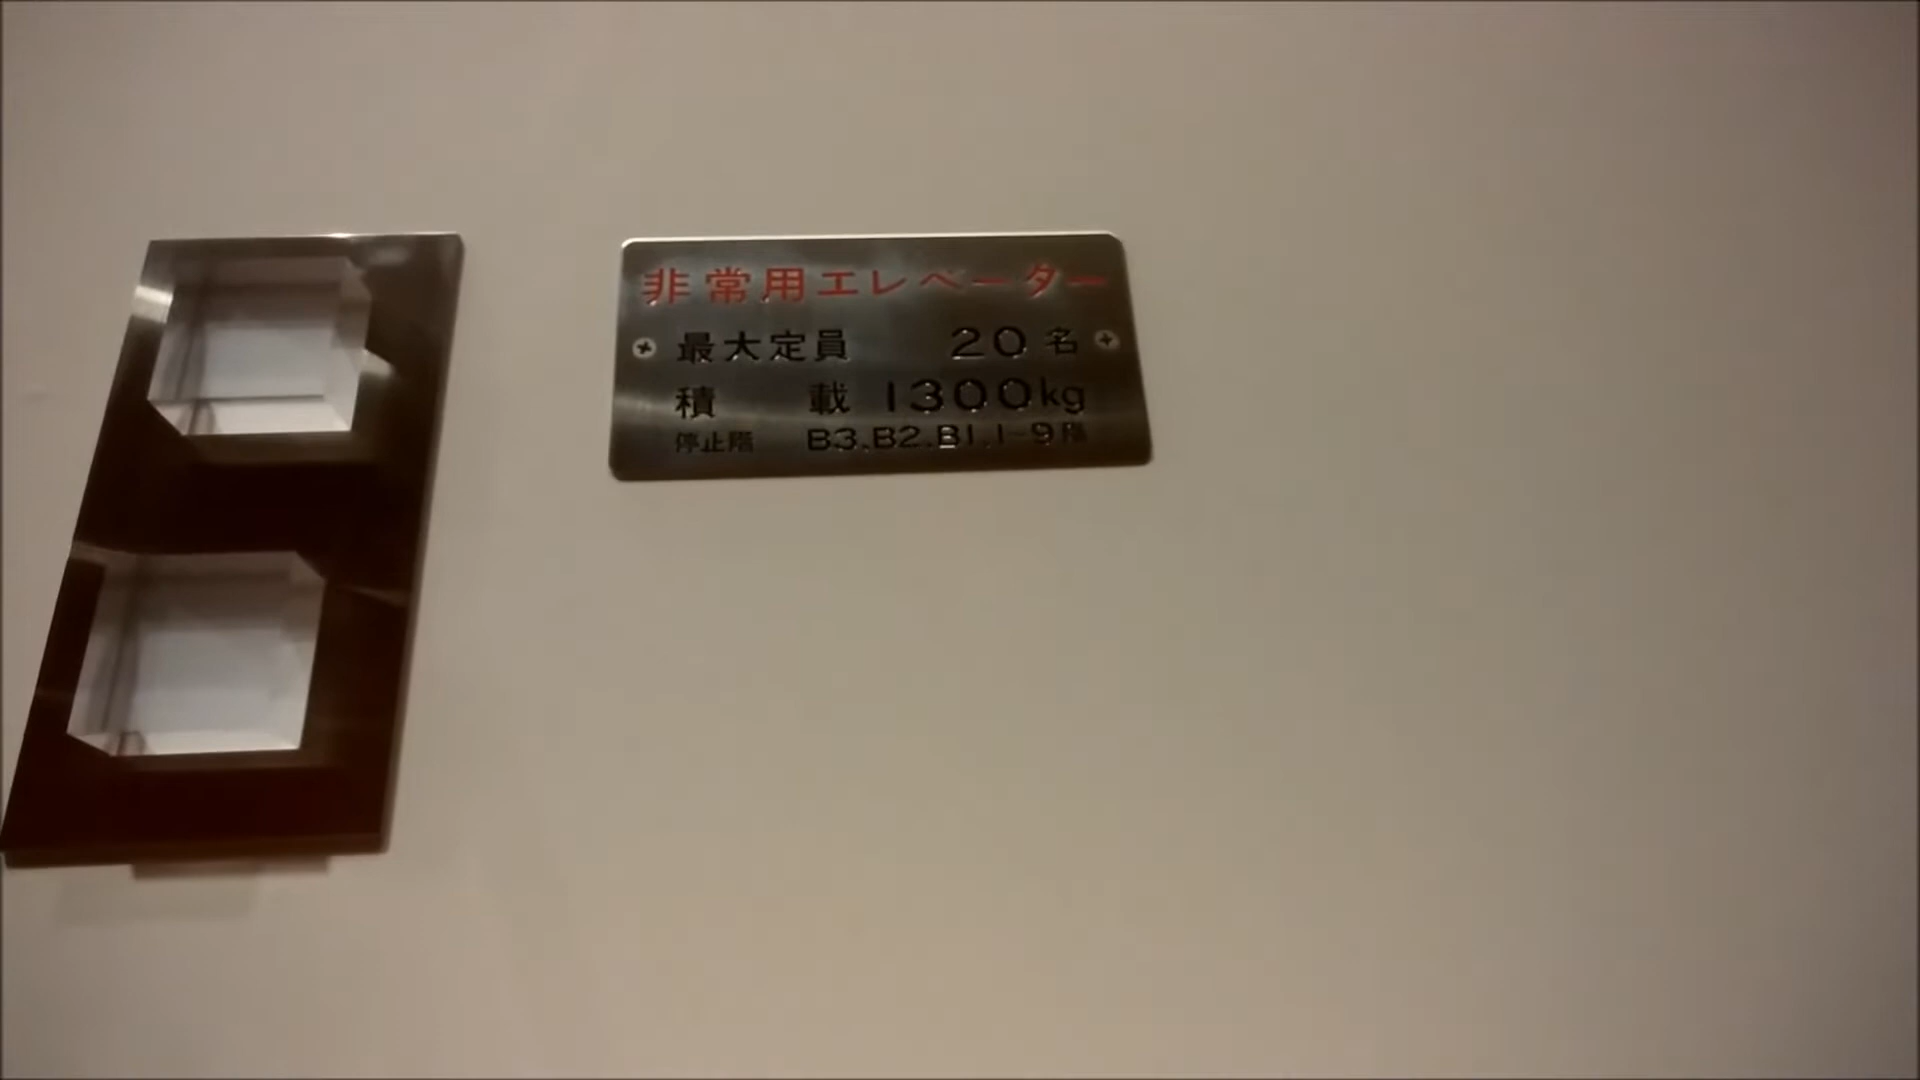 非常用エレベーター
最大定員 20名
積載 1300kg
停止階 B3.B2.B1.1-9階